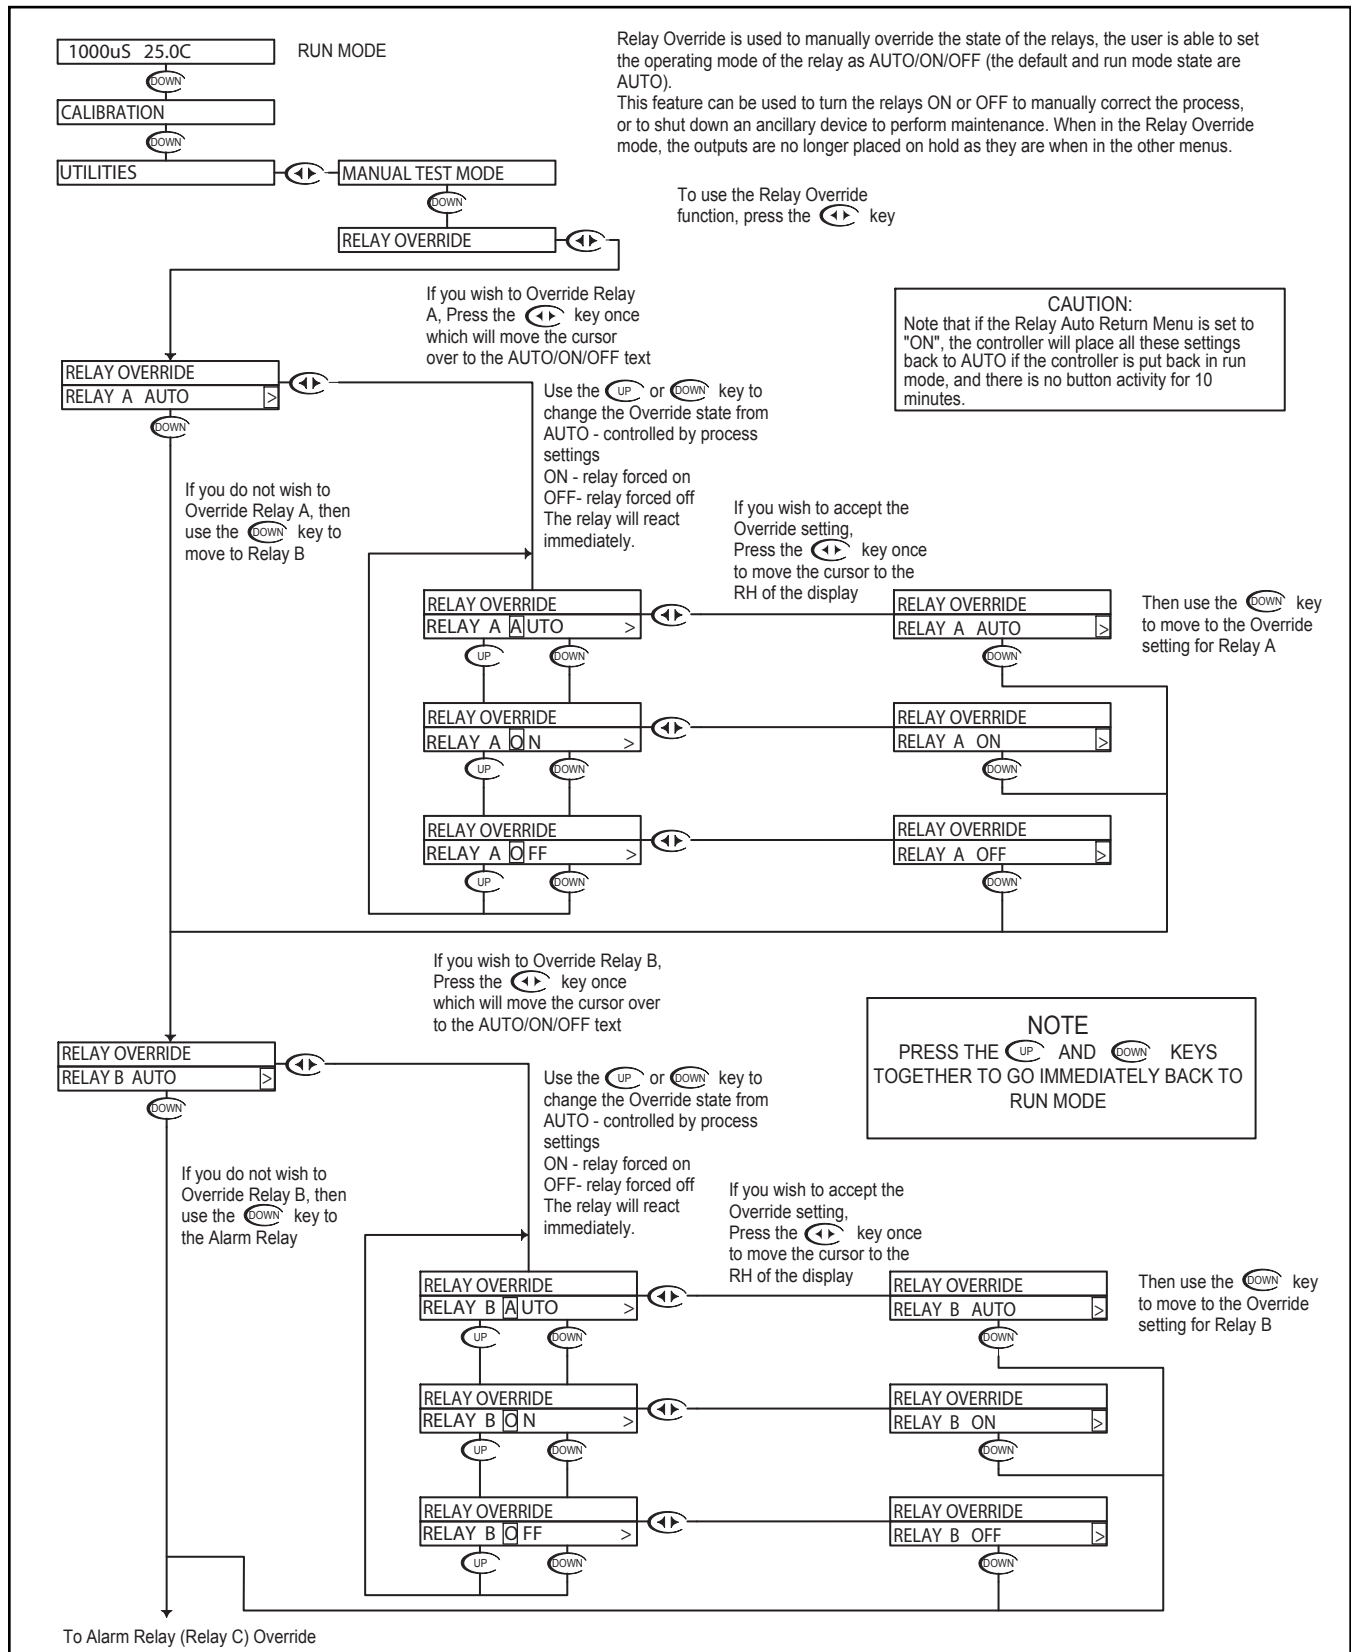 1000uS 25.0C
RUN MODE
DOWN
CALIBRATION
DOWN
UTILITIES
MANUAL TEST MODE
DOWN
RELAY OVERRIDE
Relay Override is used to manually override the state of the relays, the user is able to set
the operating mode of the relay as AUTO/ON/OFF (the default and run mode state are
AUTO).
This feature can be used to turn the relays ON or OFF to manually correct the process,
or to shut down an ancillary device to perform maintenance. When in the Relay Override
mode, the outputs are no longer placed on hold as they are when in the other menus.
To use the Relay Override
function, press the key
If you wish to Override Relay
A, Press the key once
which will move the cursor
over to the AUTO/ON/OFF text
CAUTION:
Note that if the Relay Auto Return Menu is set to
"ON", the controller will place all these settings
back to AUTO if the controller is put back in run
mode, and there is no button activity for 10
minutes.
RELAY OVERRIDE
RELAY A AUTO >
DOWN
Use the UP or DOWN key to
change the Override state from
AUTO - controlled by process
settings
ON - relay forced on
OFF- relay forced off
The relay will react
immediately.
If you do not wish to
Override Relay A, then
use the DOWN key to
move to Relay B
If you wish to accept the
Override setting,
Press the key once
to move the cursor to the
RH of the display
RELAY OVERRIDE
RELAY A AUTO >
UP DOWN
RELAY OVERRIDE
RELAY A AUTO >
DOWN
Then use the DOWN key
to move to the Override
setting for Relay A
RELAY OVERRIDE
RELAY A ON >
UP DOWN
RELAY OVERRIDE
RELAY A ON >
DOWN
RELAY OVERRIDE
RELAY A OFF >
UP DOWN
RELAY OVERRIDE
RELAY A OFF >
DOWN
If you wish to Override Relay B,
Press the key once
which will move the cursor over
to the AUTO/ON/OFF text
NOTE
PRESS THE UP AND DOWN KEYS
TOGETHER TO GO IMMEDIATELY BACK TO
RUN MODE
RELAY OVERRIDE
RELAY B AUTO >
DOWN
Use the UP or DOWN key to
change the Override state from
AUTO - controlled by process
settings
ON - relay forced on
OFF- relay forced off
The relay will react
immediately.
If you do not wish to
Override Relay B, then
use the DOWN key to
the Alarm Relay
If you wish to accept the
Override setting,
Press the key once
to move the cursor to the
RH of the display
RELAY OVERRIDE
RELAY B AUTO >
UP DOWN
RELAY OVERRIDE
RELAY B AUTO >
DOWN
Then use the DOWN key
to move to the Override
setting for Relay B
RELAY OVERRIDE
RELAY B ON >
UP DOWN
RELAY OVERRIDE
RELAY B ON >
DOWN
RELAY OVERRIDE
RELAY B OFF >
UP DOWN
RELAY OVERRIDE
RELAY B OFF >
DOWN
To Alarm Relay (Relay C) Override